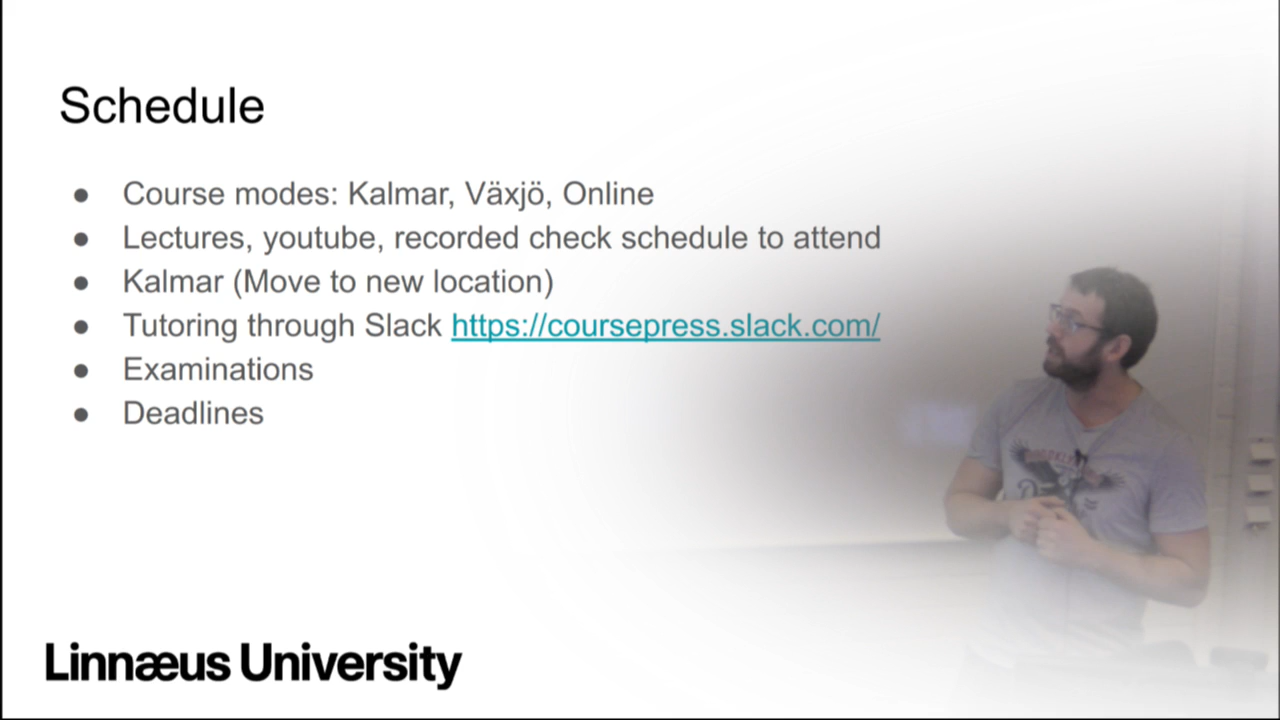 Schedule
● Course modes: Kalmar, Växjö, Online
● Lectures, youtube, recorded check schedule to attend
● Kalmar (Move to new location)
● Tutoring through Slack https://coursepress.slack.com/
● Examinations
● Deadlines
Linnæus University